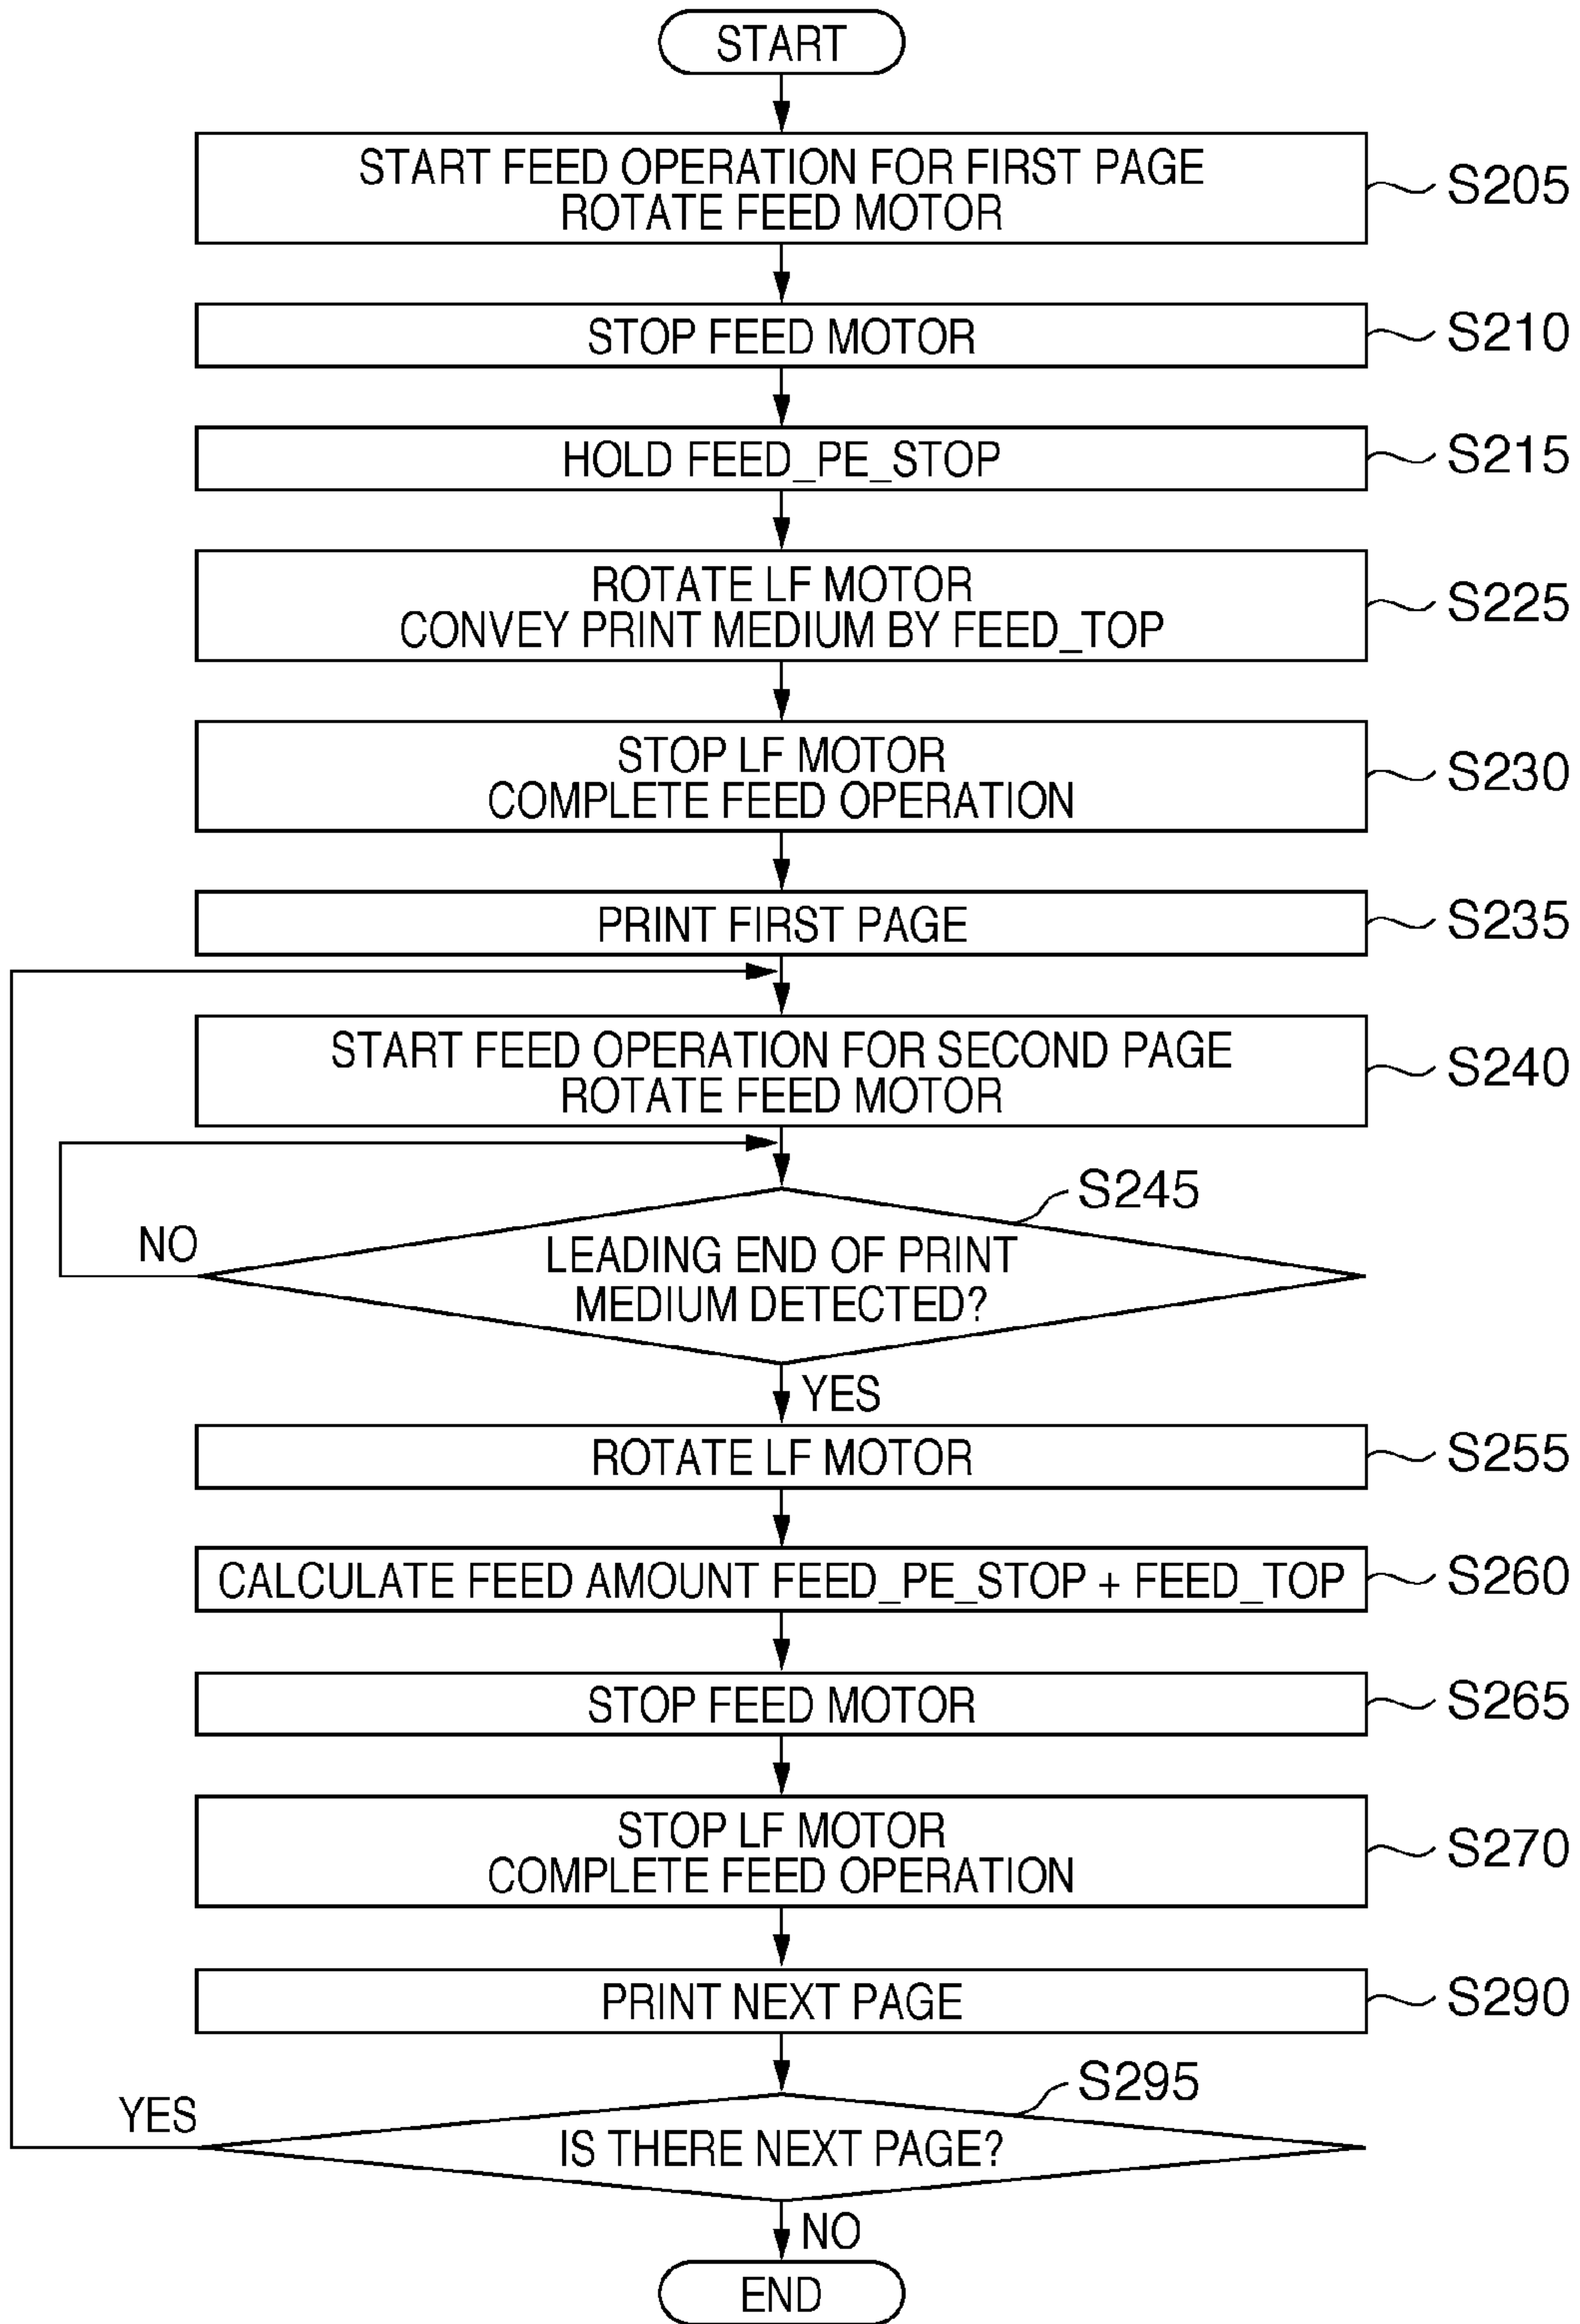 START
START FEED OPERATION FOR FIRST PAGE
ROTATE FEED MOTOR
S205
STOP FEED MOTOR
S210
HOLD FEED_PE_STOP
S215
ROTATE LF MOTOR
CONVEY PRINT MEDIUM BY FEED_TOP
S225
STOP LF MOTOR
COMPLETE FEED OPERATION
S230
PRINT FIRST PAGE
S235
START FEED OPERATION FOR SECOND PAGE
ROTATE FEED MOTOR
S240
S245
NO
LEADING END OF PRINT
MEDIUM DETECTED?
YES
ROTATE LF MOTOR
S255
CALCULATE FEED AMOUNT FEED_PE_STOP + FEED_TOP
S260
STOP FEED MOTOR
S265
STOP LF MOTOR
COMPLETE FEED OPERATION
S270
PRINT NEXT PAGE
S290
S295
YES
IS THERE NEXT PAGE?
NO
END